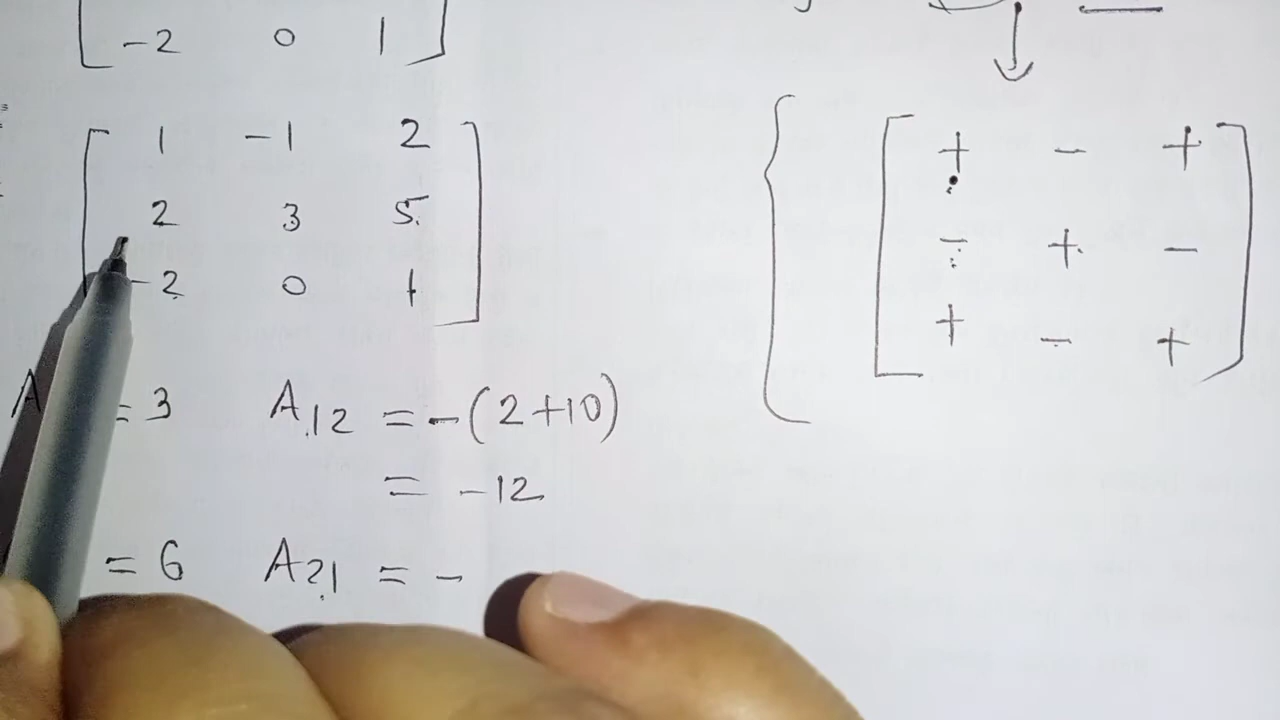 -2 0 1
1 -1 2
2 3 5
-2 0 1
+ - +
- + -
+ - +
A = 3 A12 = -(2+10)
= -12
= 6 A21 = -